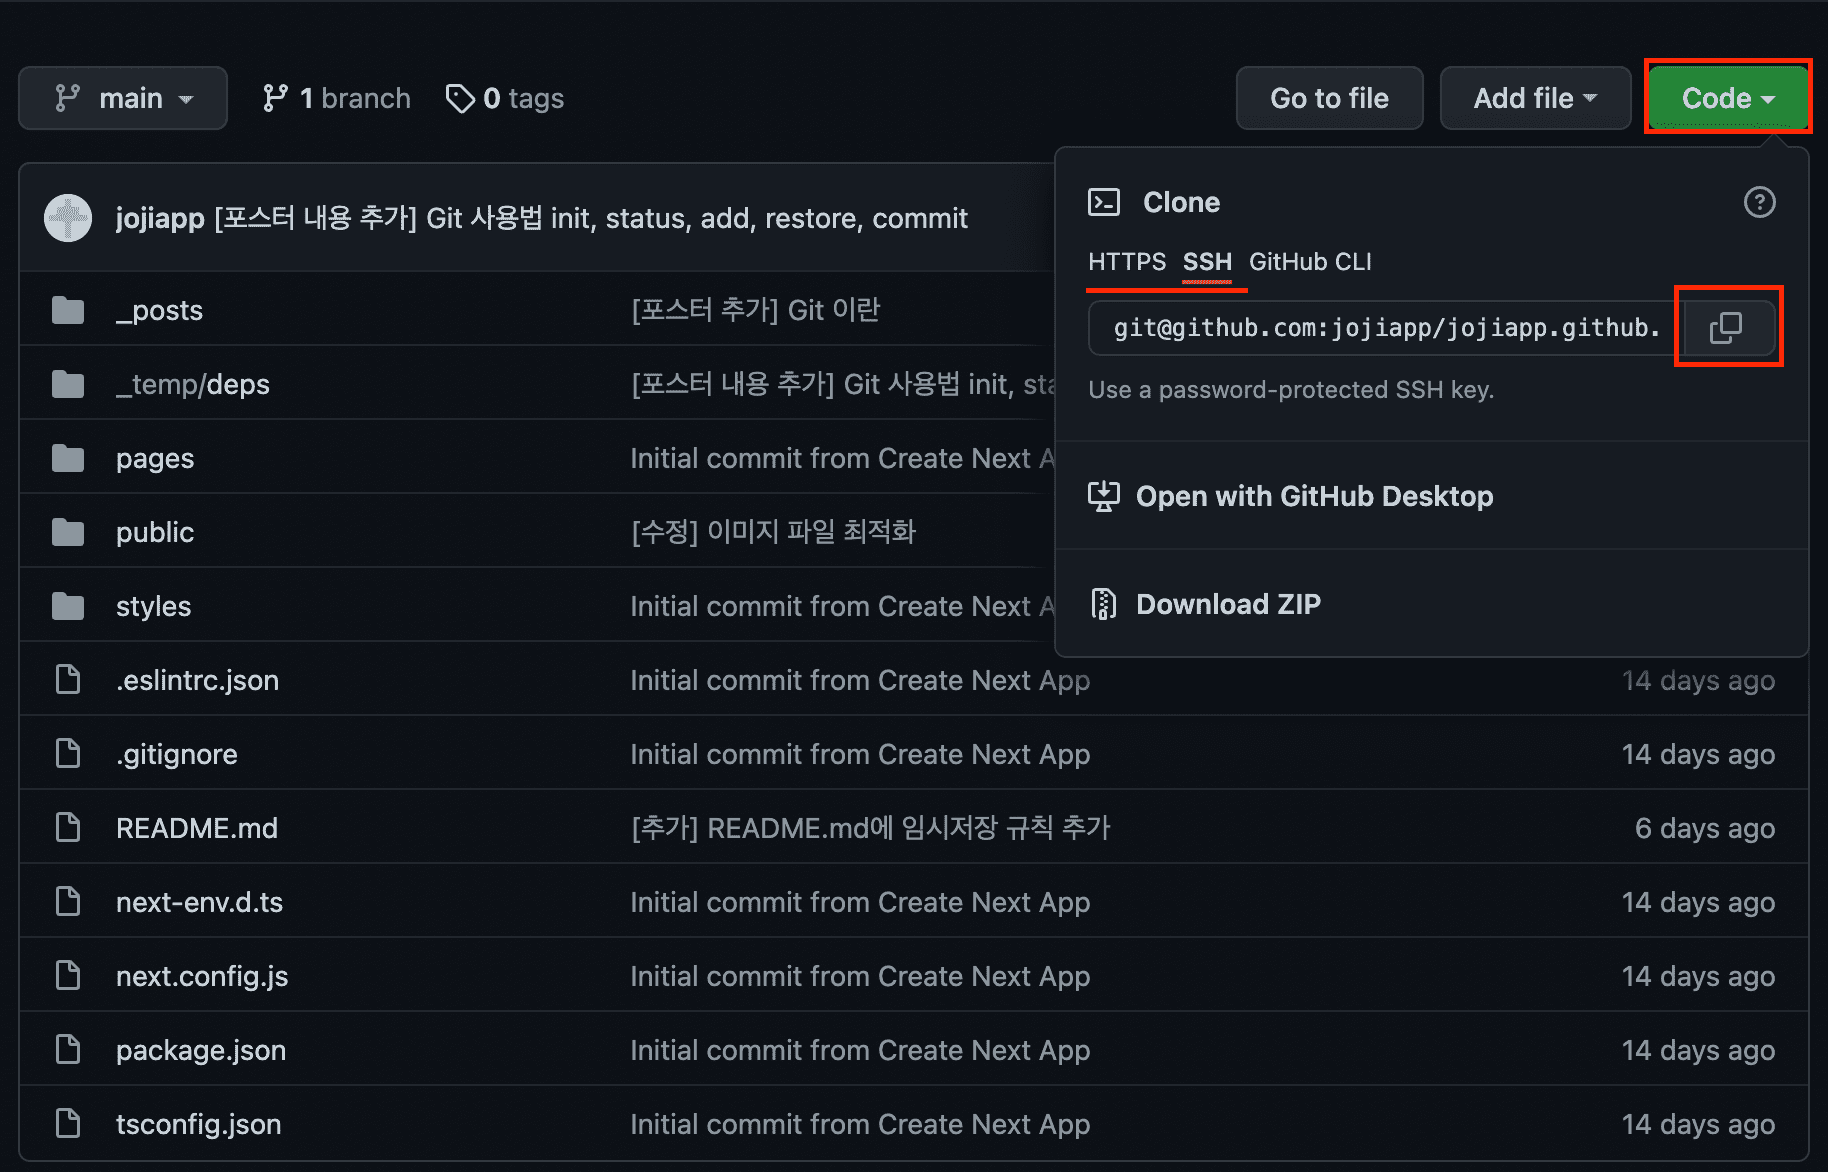 main 1 branch 0 tags Go to file Add file Code
jojiapp [포스터 내용 추가] Git 사용법 init, status, add, restore, commit
Clone
HTTPS SSH GitHub CLI
git@github.com:jojiapp/jojiapp.github.
Use a password-protected SSH key.
Open with GitHub Desktop
Download ZIP
_posts [포스터 추가] Git 이란
_temp/deps [포스터 내용 추가] Git 사용법 init, sta
pages Initial commit from Create Next A
public [수정] 이미지 파일 최적화
styles Initial commit from Create Next A
.eslintrc.json Initial commit from Create Next App 14 days ago
.gitignore Initial commit from Create Next App 14 days ago
README.md [추가] README.md에 임시저장 규칙 추가 6 days ago
next-env.d.ts Initial commit from Create Next App 14 days ago
next.config.js Initial commit from Create Next App 14 days ago
package.json Initial commit from Create Next App 14 days ago
tsconfig.json Initial commit from Create Next App 14 days ago